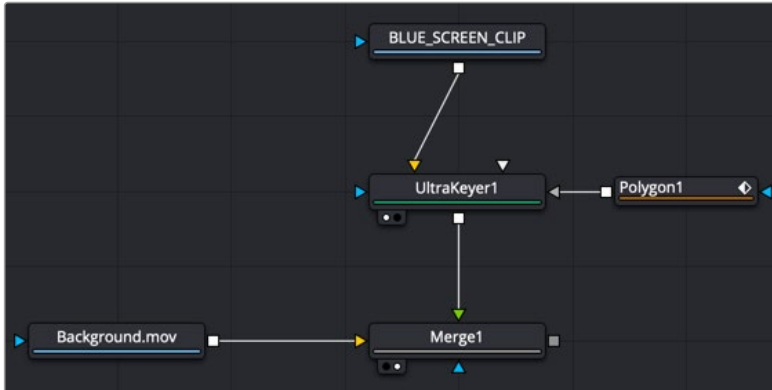 BLUE_SCREEN_CLIP
UltraKeyer1
Polygon1
Background.mov
Merge1